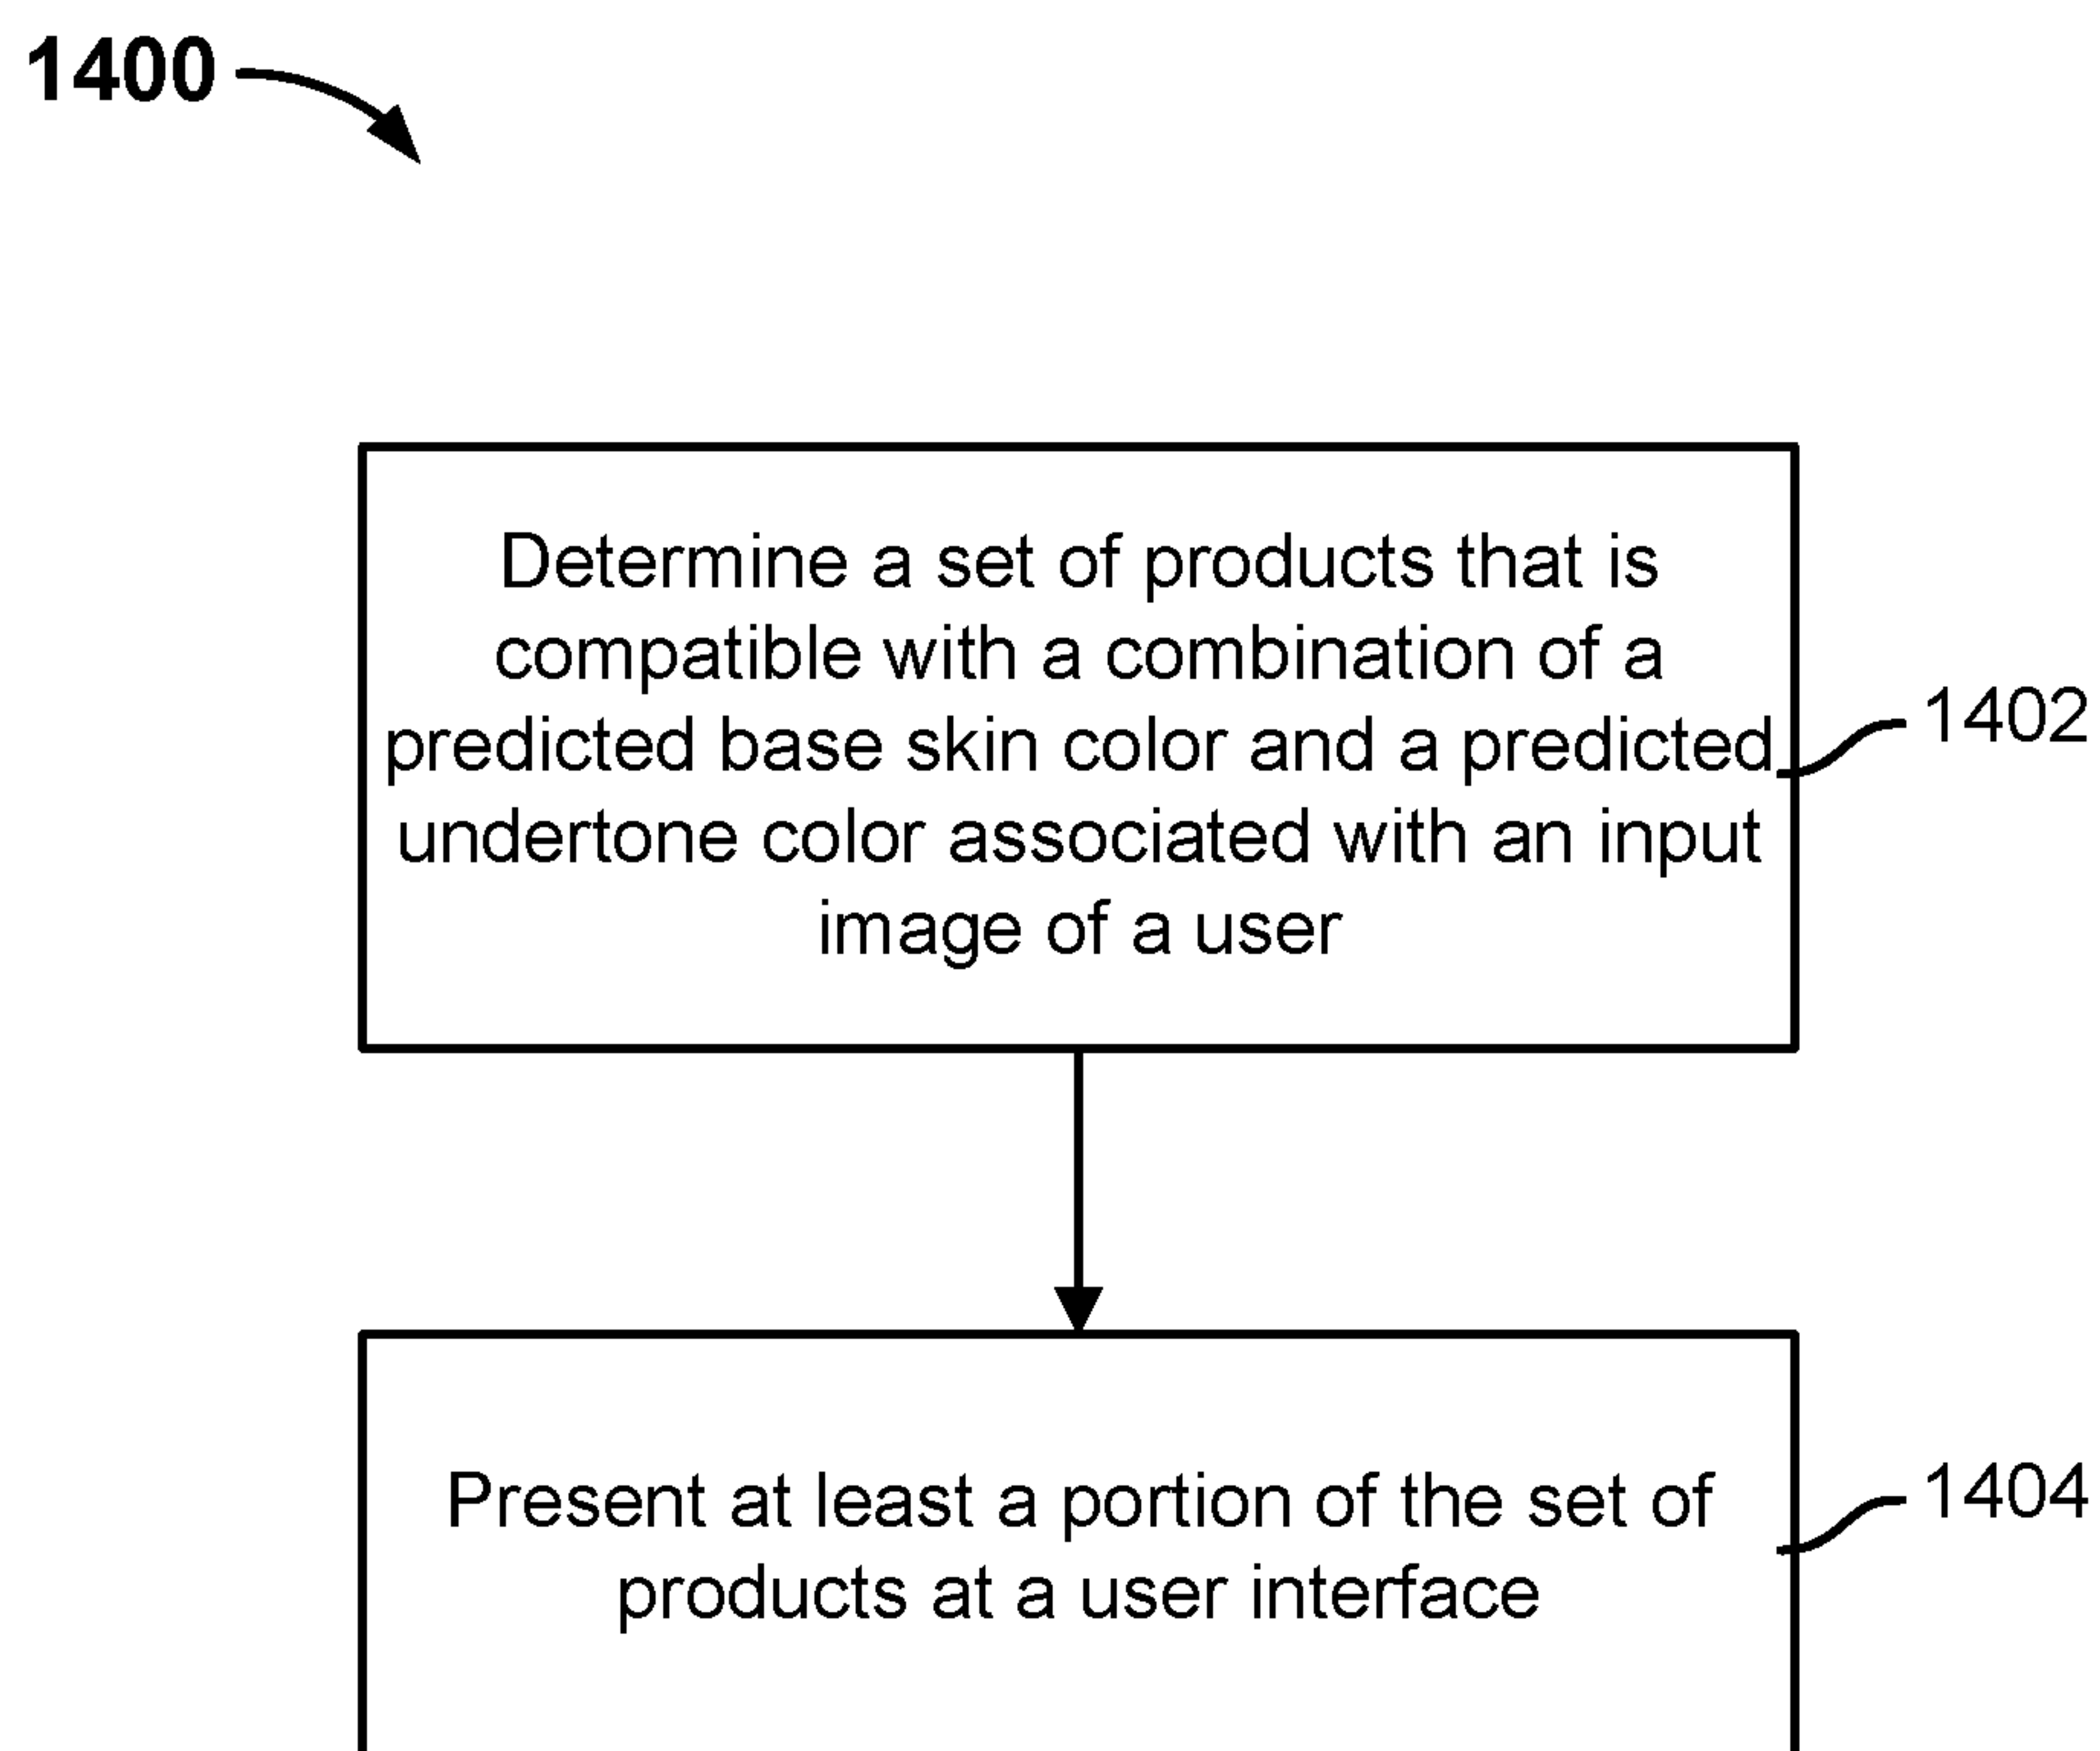 1400
Determine a set of products that is
compatible with a combination of a
predicted base skin color and a predicted
undertone color associated with an input
image of a user
1402
Present at least a portion of the set of
products at a user interface
1404